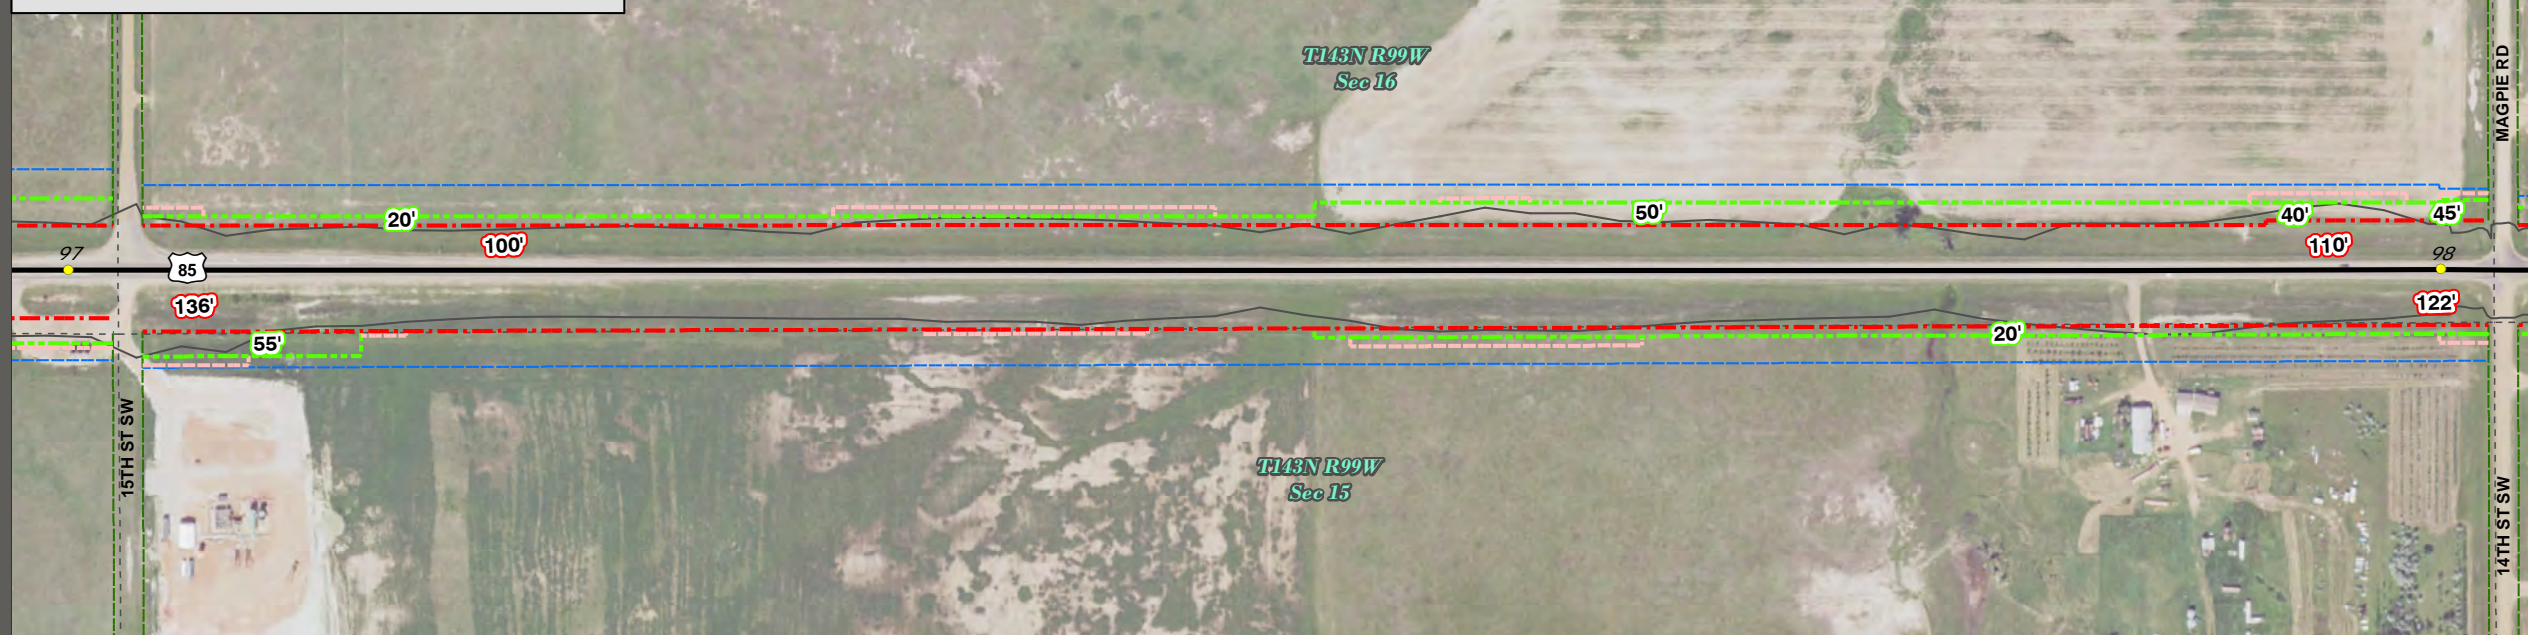 T143N R99W
Sec 16
MAGPIE RD
20'
50'
40'
45'
100'
110'
97
98
85
136'
122'
55'
20'
15TH ST SW
T143N R99W
Sec 15
14TH ST SW